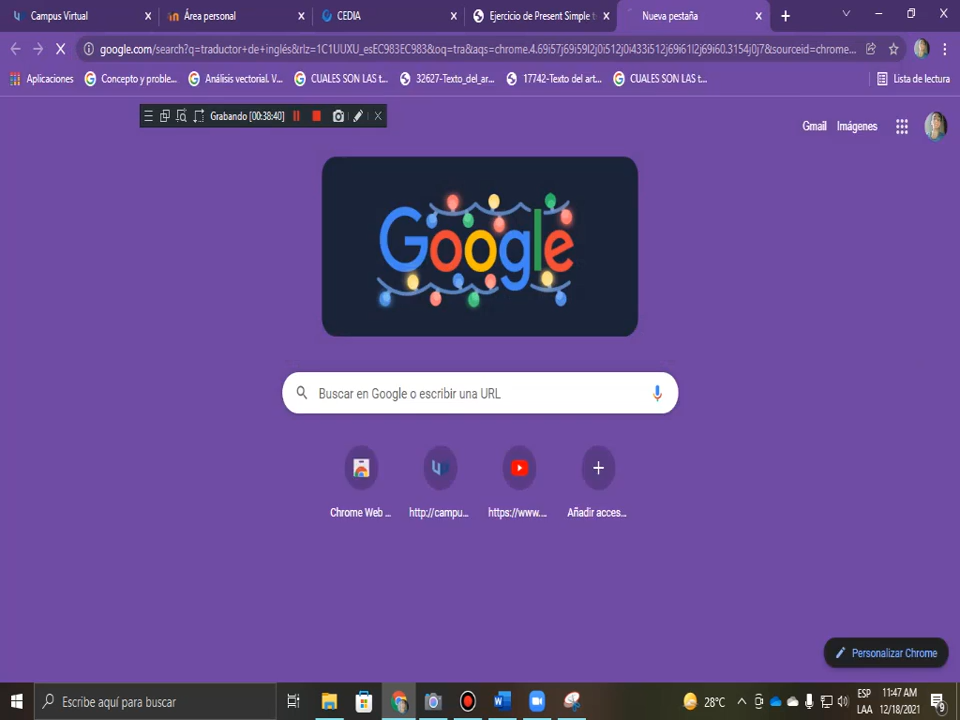 Campus Virtual
Área personal
CEDIA
Ejercicio de Present Simple t
Nueva pestaña
google.com/search?q=traductor+de+inglés&rlz=1C1UUXU_esEC983EC983&oq=tra&aqs=chrome.4.69i57j69i59l2j0i512j0i433i512j69i61l2j69i60.3154j0j7&sourceid=chrome...
Aplicaciones
Concepto y proble...
Análisis vectorial. V...
CUALES SON LAS t...
32627-Texto_del_ar...
17742-Texto del art...
CUALES SON LAS t...
Lista de lectura
Grabando [00:38:40]
Gmail
Imágenes
Google
Buscar en Google o escribir una URL
Chrome Web ...
http://campu...
https://www....
Añadir acces...
Personalizar Chrome
Escribe aquí para buscar
28°C
ESP
LAA
11:47 AM
12/18/2021
9